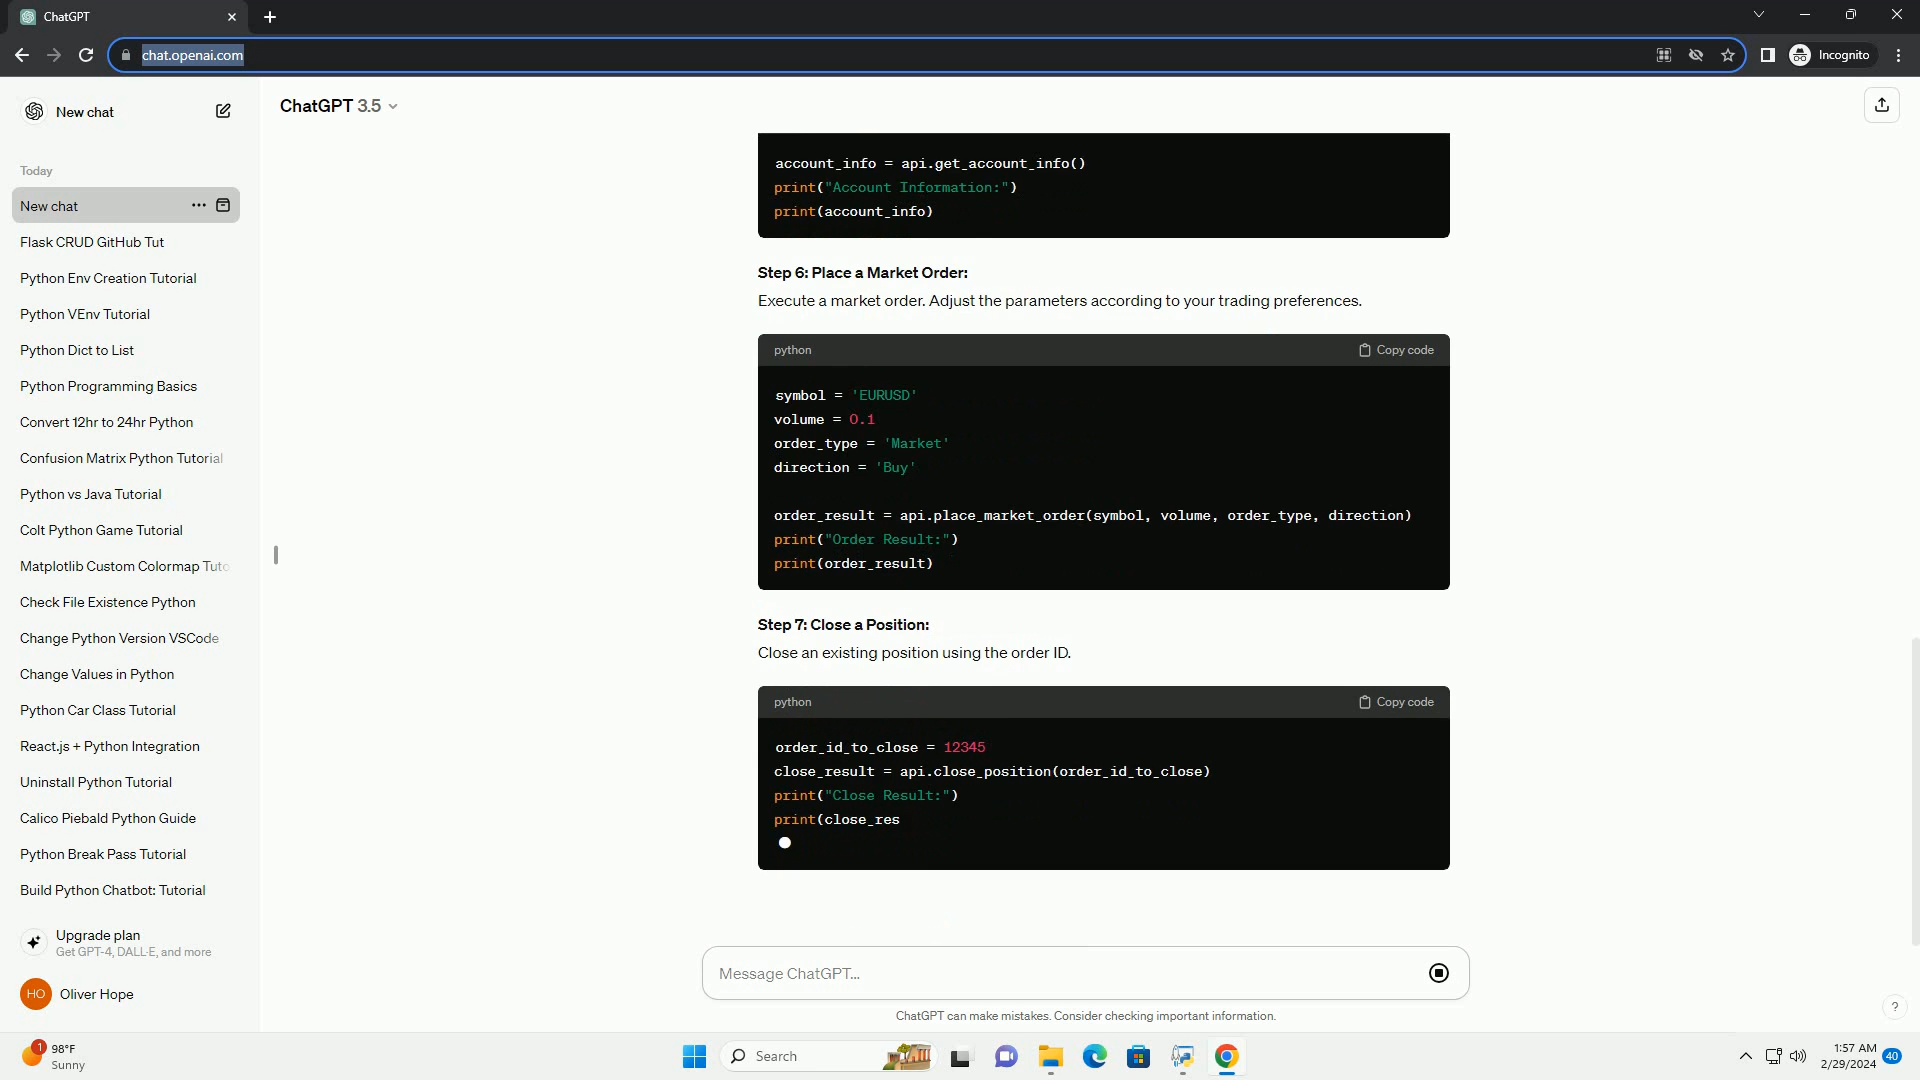 ChatGPT
chat.openai.com
Incognito
New chat
Today
New chat
Flask CRUD GitHub Tut
Python Env Creation Tutorial
Python VEnv Tutorial
Python Dict to List
Python Programming Basics
Convert 12hr to 24hr Python
Confusion Matrix Python Tutorial
Python vs Java Tutorial
Colt Python Game Tutorial
Matplotlib Custom Colormap Tuto
Check File Existence Python
Change Python Version VSCode
Change Values in Python
Python Car Class Tutorial
React.js + Python Integration
Uninstall Python Tutorial
Calico Piebald Python Guide
Python Break Pass Tutorial
Build Python Chatbot: Tutorial
Upgrade plan
Get GPT-4, DALL·E, and more
HO Oliver Hope
ChatGPT 3.5
account_info = api.get_account_info()
print("Account Information:")
print(account_info)
Step 6: Place a Market Order:
Execute a market order. Adjust the parameters according to your trading preferences.
python Copy code
symbol = 'EURUSD'
volume = 0.1
order_type = 'Market'
direction = 'Buy'
order_result = api.place_market_order(symbol, volume, order_type, direction)
print("Order Result:")
print(order_result)
Step 7: Close a Position:
Close an existing position using the order ID.
python Copy code
order_id_to_close = 12345
close_result = api.close_position(order_id_to_close)
print("Close Result:")
print(close_res
Message ChatGPT...
ChatGPT can make mistakes. Consider checking important information.
?
1 98°F
Sunny
Search
1:57 AM
2/29/2024
40